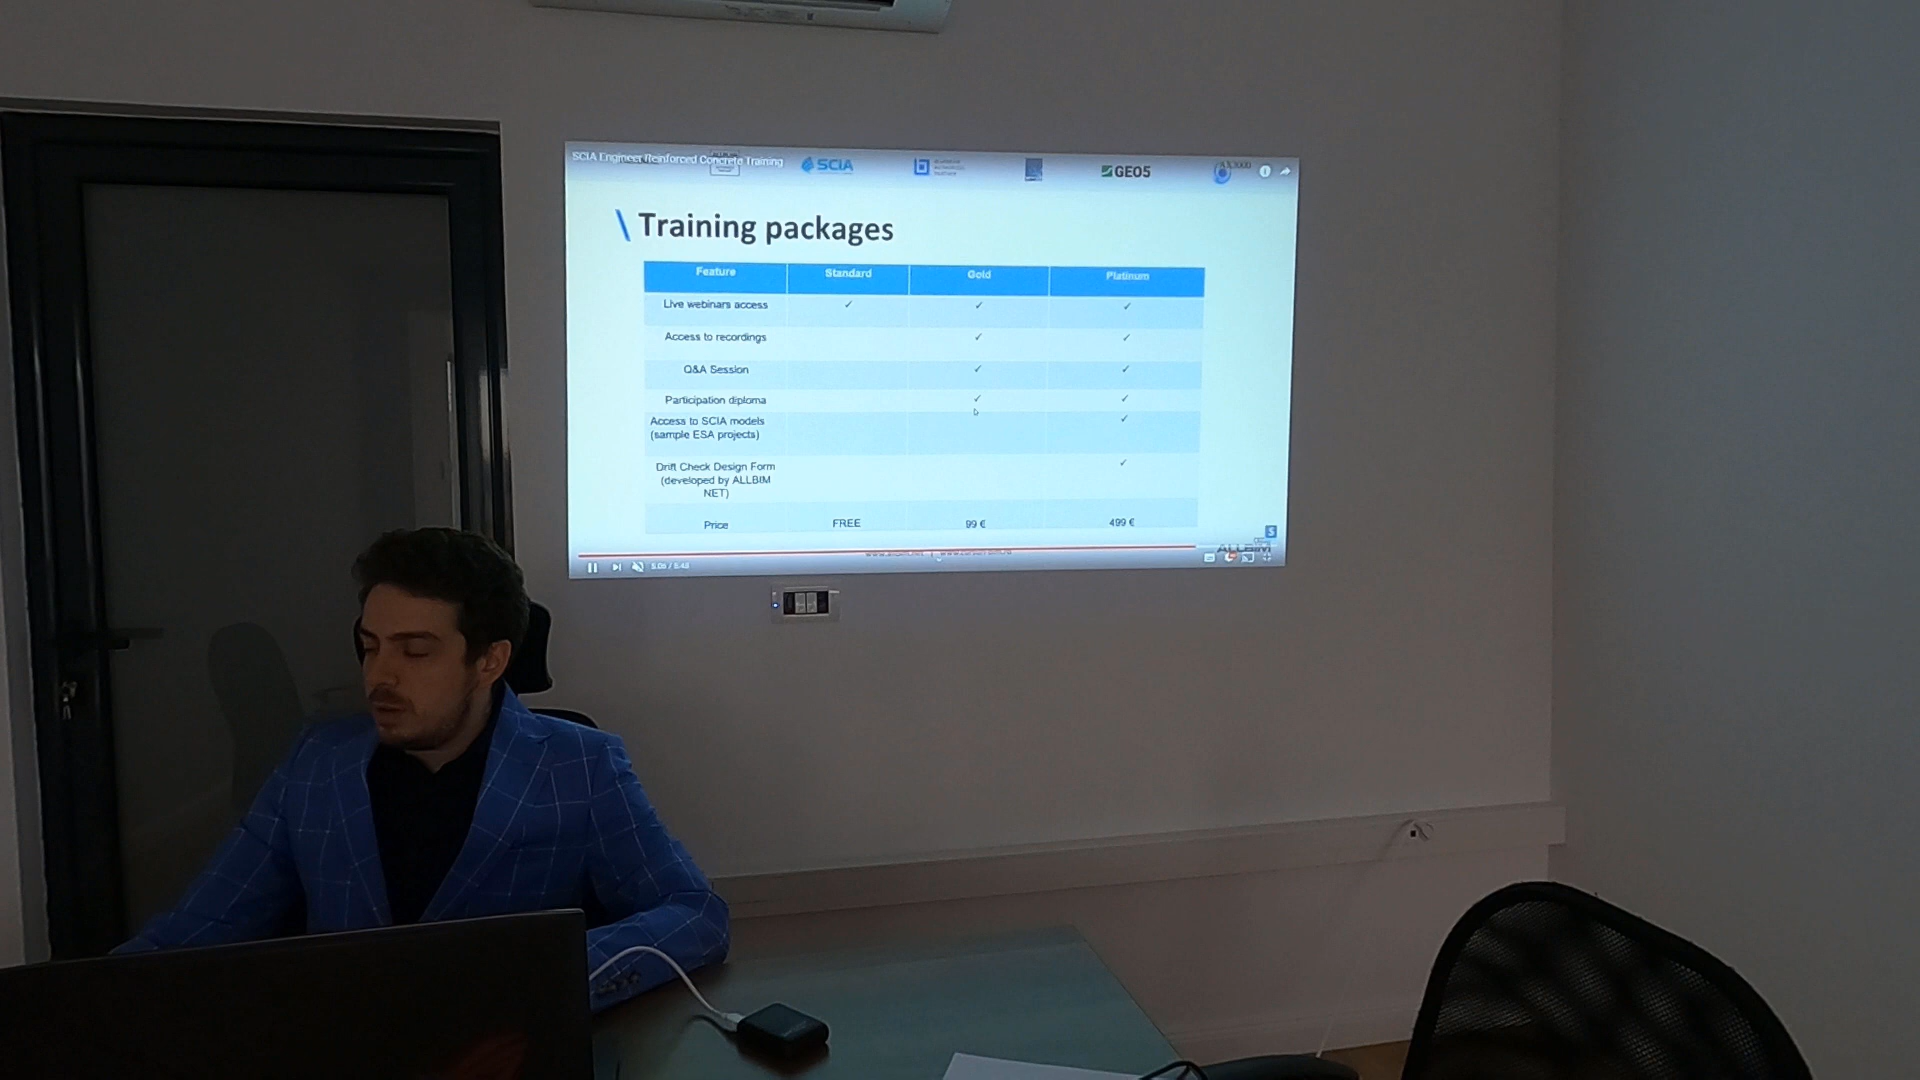 SCIA Engineer Reinforced Concrete Training
SCIA
GEO5
\ Training packages
Feature Standard Gold Platinum
Live webinars access ✓ ✓ ✓
Access to recordings ✓ ✓
Q&A Session ✓ ✓
Participation diploma ✓ ✓
Access to SCIA models ✓
(sample ESA projects)
Drift Check Design Form ✓
(developed by ALLBIM
NET)
Price FREE 99 € 499 €
ALLBIM